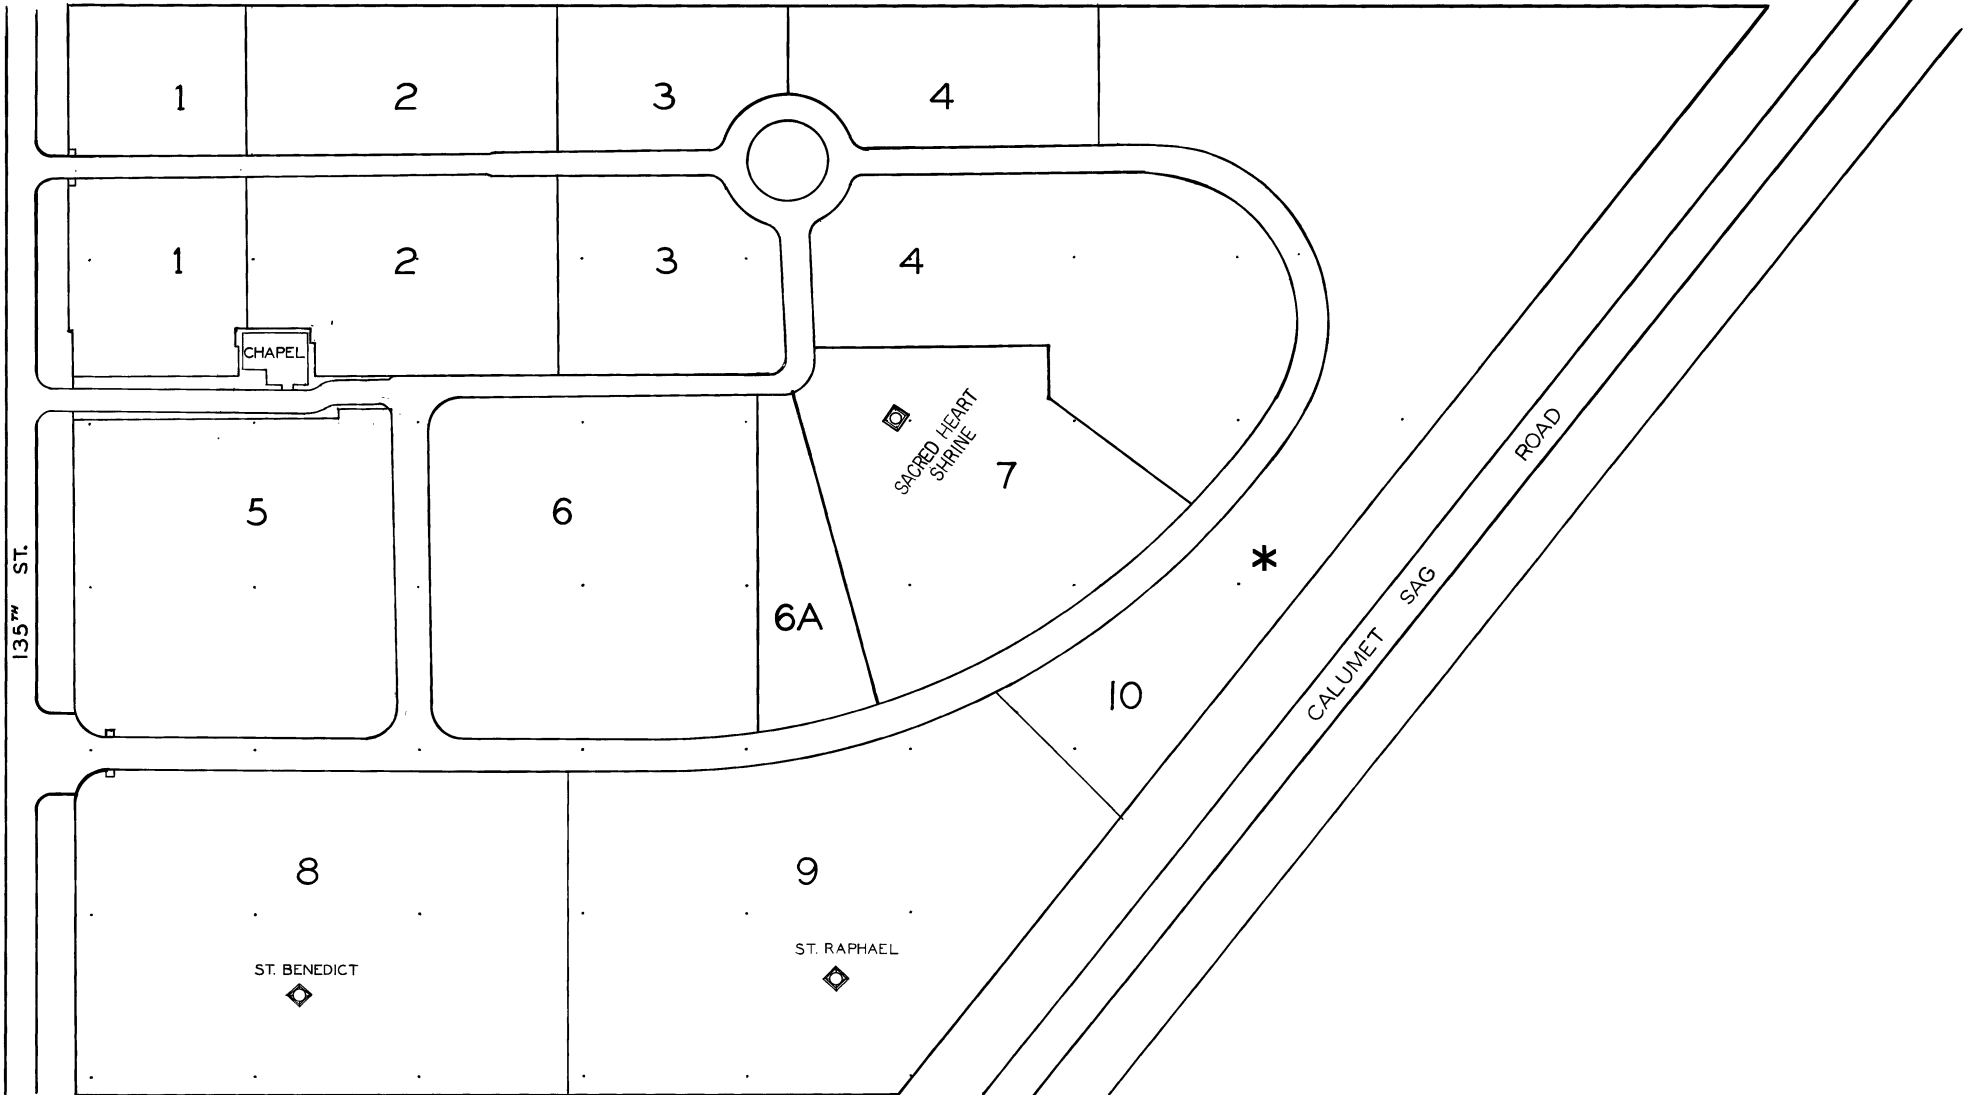 1
2
3
4
1
2
3
4
CHAPEL
SACRED HEART
SHRINE
7
5
6
ROAD
135TH ST.
*
SAG
6A
CALUMET
10
8
9
ST. RAPHAEL
ST. BENEDICT